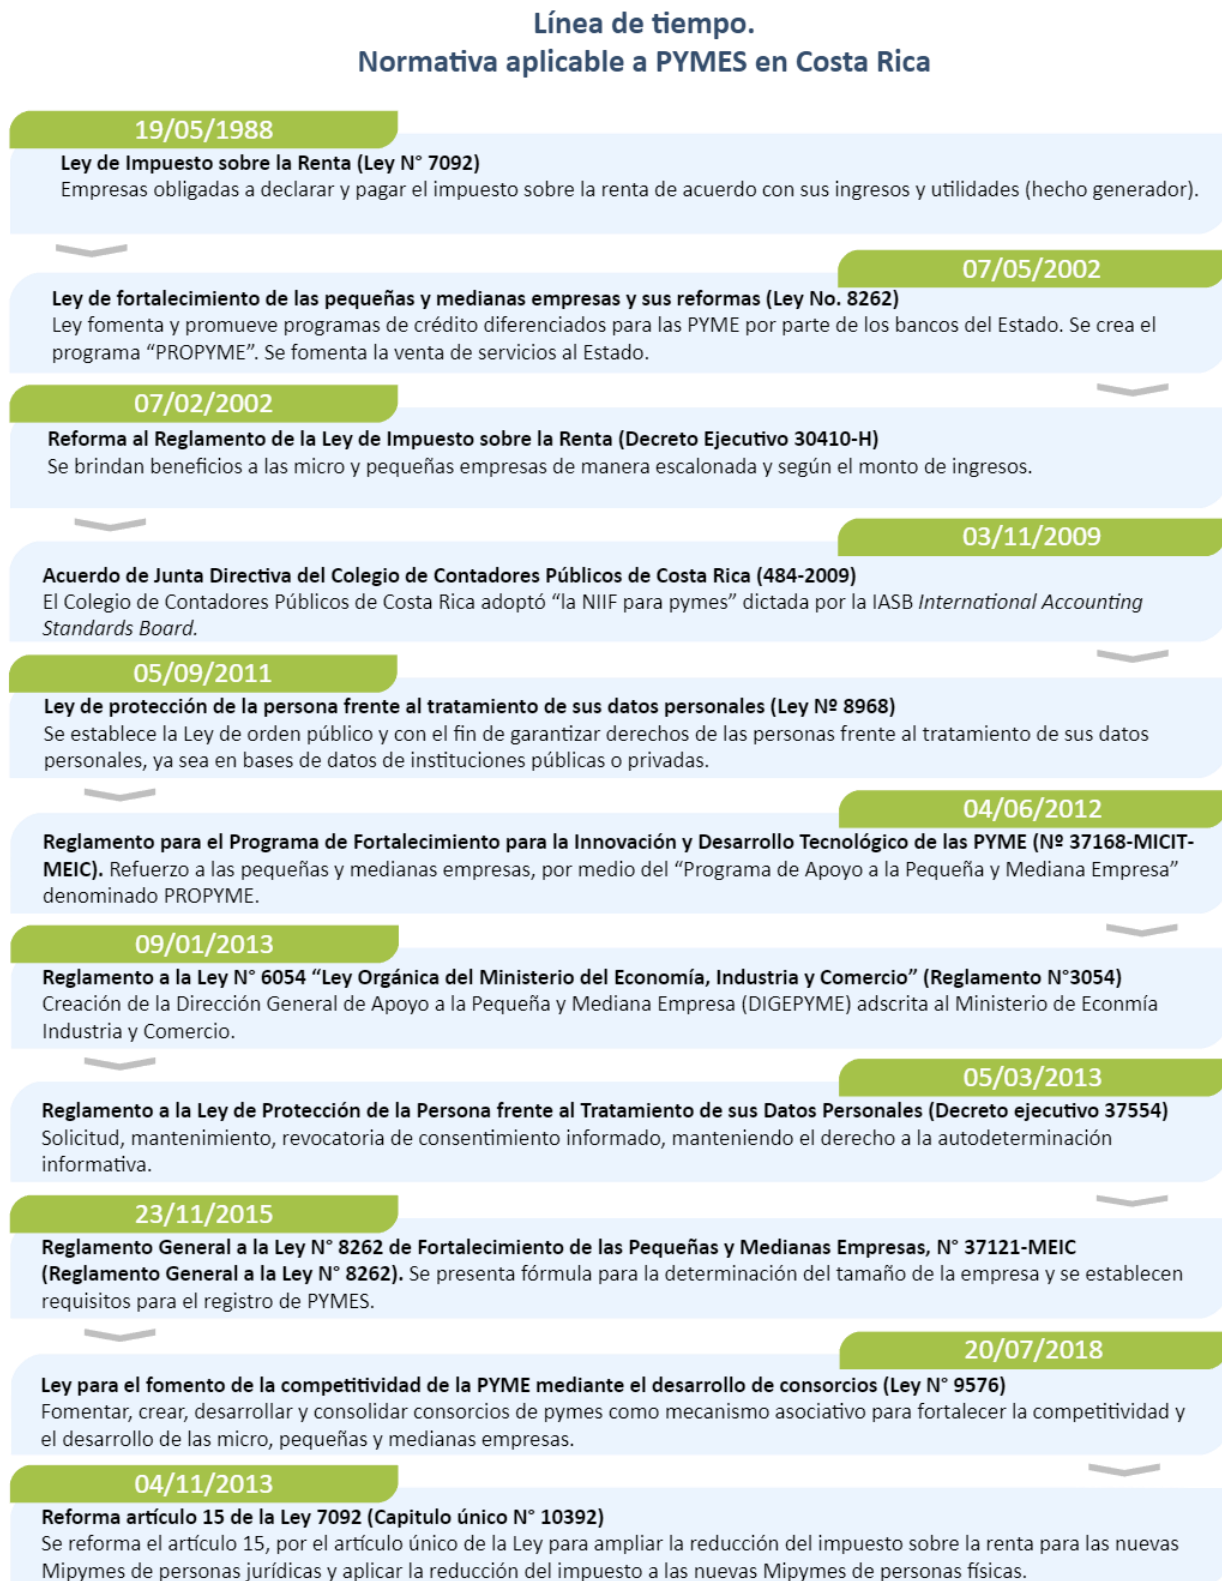 Línea de tiempo.
Normativa aplicable a PYMES en Costa Rica
19/05/1988
Ley de Impuesto sobre la Renta (Ley N° 7092)
Empresas obligadas a declarar y pagar el impuesto sobre la renta de acuerdo con sus ingresos y utilidades (hecho generador).
07/05/2002
Ley de fortalecimiento de las pequeñas y medianas empresas y sus reformas (Ley No. 8262)
Ley fomenta y promueve programas de crédito diferenciados para las PYME por parte de los bancos del Estado. Se crea el
programa “PROPYME”. Se fomenta la venta de servicios al Estado.
07/02/2002
Reforma al Reglamento de la Ley de Impuesto sobre la Renta (Decreto Ejecutivo 30410-H)
Se brindan beneficios a las micro y pequeñas empresas de manera escalonada y según el monto de ingresos.
03/11/2009
Acuerdo de Junta Directiva del Colegio de Contadores Públicos de Costa Rica (484-2009)
El Colegio de Contadores Públicos de Costa Rica adoptó “la NIIF para pymes” dictada por la IASB International Accounting
Standards Board.
05/09/2011
Ley de protección de la persona frente al tratamiento de sus datos personales (Ley Nº 8968)
Se establece la Ley de orden público y con el fin de garantizar derechos de las personas frente al tratamiento de sus datos
personales, ya sea en bases de datos de instituciones públicas o privadas.
04/06/2012
Reglamento para el Programa de Fortalecimiento para la Innovación y Desarrollo Tecnológico de las PYME (Nº 37168-MICIT-
MEIC). Refuerzo a las pequeñas y medianas empresas, por medio del “Programa de Apoyo a la Pequeña y Mediana Empresa”
denominado PROPYME.
09/01/2013
Reglamento a la Ley N° 6054 “Ley Orgánica del Ministerio del Economía, Industria y Comercio” (Reglamento N°3054)
Creación de la Dirección General de Apoyo a la Pequeña y Mediana Empresa (DIGEPYME) adscrita al Ministerio de Econmía
Industria y Comercio.
05/03/2013
Reglamento a la Ley de Protección de la Persona frente al Tratamiento de sus Datos Personales (Decreto ejecutivo 37554)
Solicitud, mantenimiento, revocatoria de consentimiento informado, manteniendo el derecho a la autodeterminación
informativa.
23/11/2015
Reglamento General a la Ley N° 8262 de Fortalecimiento de las Pequeñas y Medianas Empresas, N° 37121-MEIC
(Reglamento General a la Ley N° 8262). Se presenta fórmula para la determinación del tamaño de la empresa y se establecen
requisitos para el registro de PYMES.
20/07/2018
Ley para el fomento de la competitividad de la PYME mediante el desarrollo de consorcios (Ley N° 9576)
Fomentar, crear, desarrollar y consolidar consorcios de pymes como mecanismo asociativo para fortalecer la competitividad y
el desarrollo de las micro, pequeñas y medianas empresas.
04/11/2013
Reforma artículo 15 de la Ley 7092 (Capitulo único N° 10392)
Se reforma el artículo 15, por el artículo único de la Ley para ampliar la reducción del impuesto sobre la renta para las nuevas
Mipymes de personas jurídicas y aplicar la reducción del impuesto a las nuevas Mipymes de personas físicas.